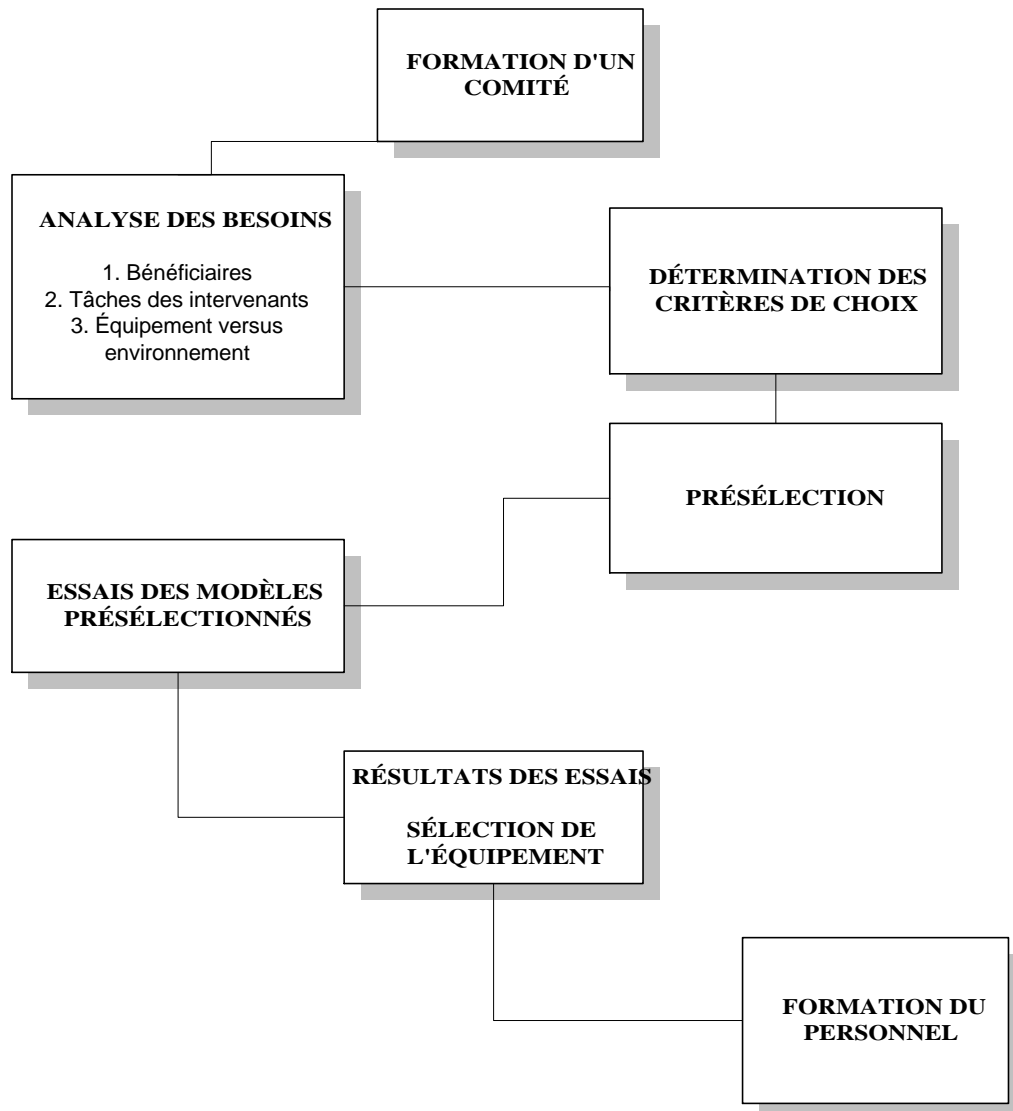 FORMATION D'UN
COMITÉ
ANALYSE DES BESOINS
1. Bénéficiaires
2. Tâches des intervenants
3. Équipement versus
environnement
DÉTERMINATION DES
CRITÈRES DE CHOIX
PRÉSÉLECTION
ESSAIS DES MODÈLES
PRÉSÉLECTIONNÉS
RÉSULTATS DES ESSAIS
SÉLECTION DE
L'ÉQUIPEMENT
FORMATION DU
PERSONNEL